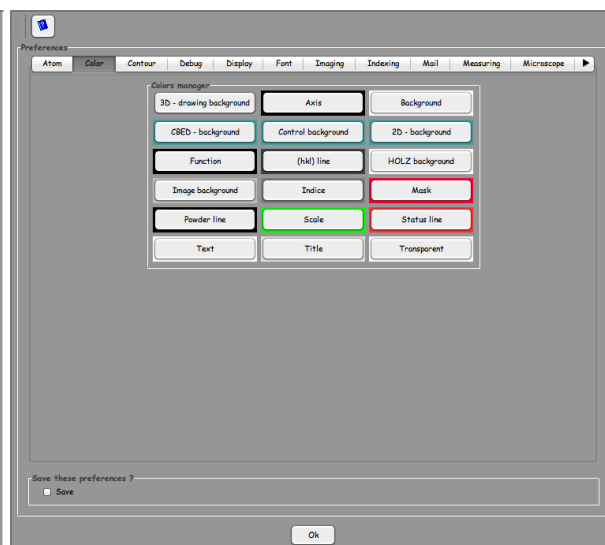 Preferences
Atom Color Contour Debug Display Font Imaging Indexing Mail Measuring Microscope
Colors manager
3D - drawing background Axis Background
CBED - background Control background 2D - background
Function (hkl) line HOLZ background
Image background Indice Mask
Powder line Scale Status line
Text Title Transparent
Save these preferences ?
Save
Ok